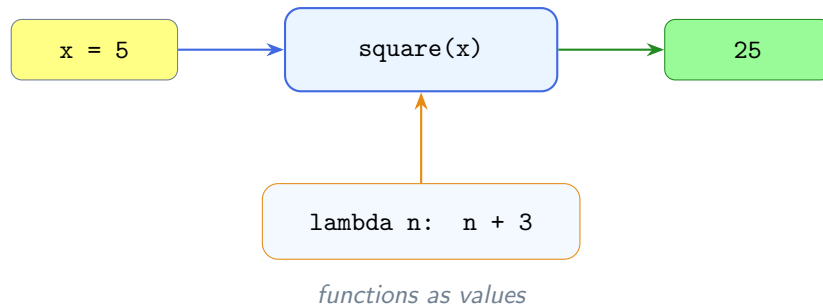 x = 5
square(x)
25
lambda n:  n + 3
functions as values